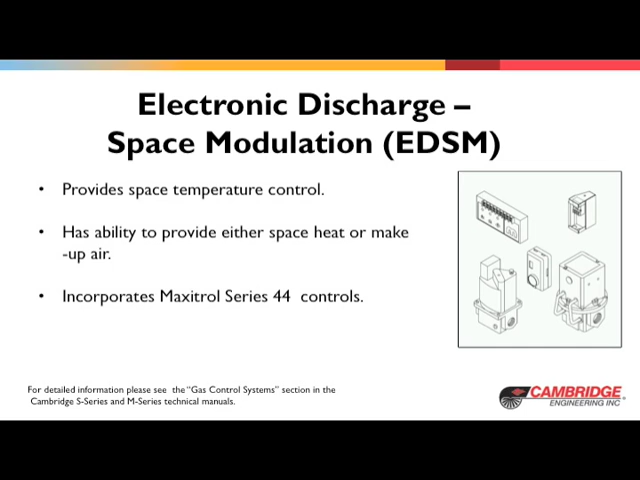 Electronic Discharge –
Space Modulation (EDSM)
• Provides space temperature control.
• Has ability to provide either space heat or make
-up air.
• Incorporates Maxitrol Series 44  controls.
For detailed information please see  the "Gas Control Systems" section in the
Cambridge S-Series and M-Series technical manuals.
CAMBRIDGE
ENGINEERING INC